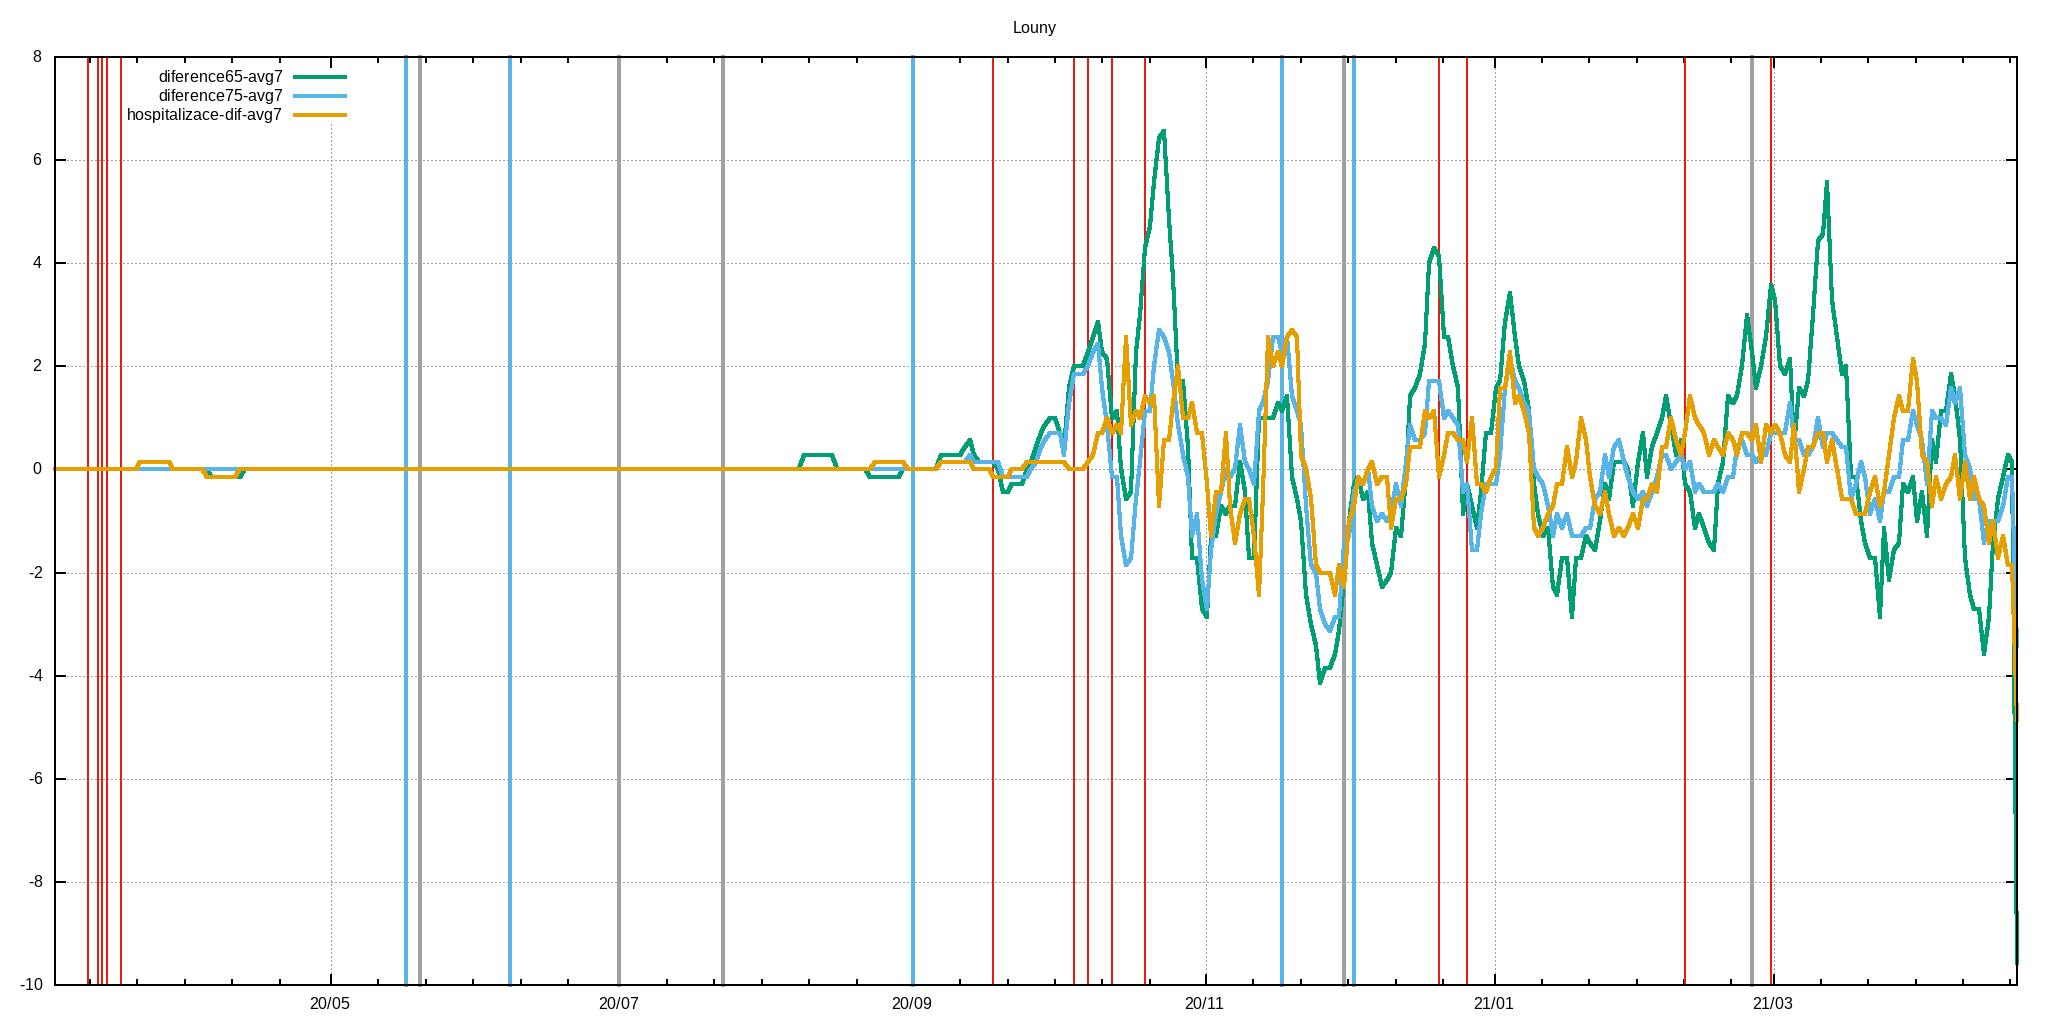 Louny
diference65-avg7
diference75-avg7
hospitalizace-dif-avg7
8
6
4
2
0
-2
-4
-6
-8
-10
20/05 20/07 20/09 20/11 21/01 21/03